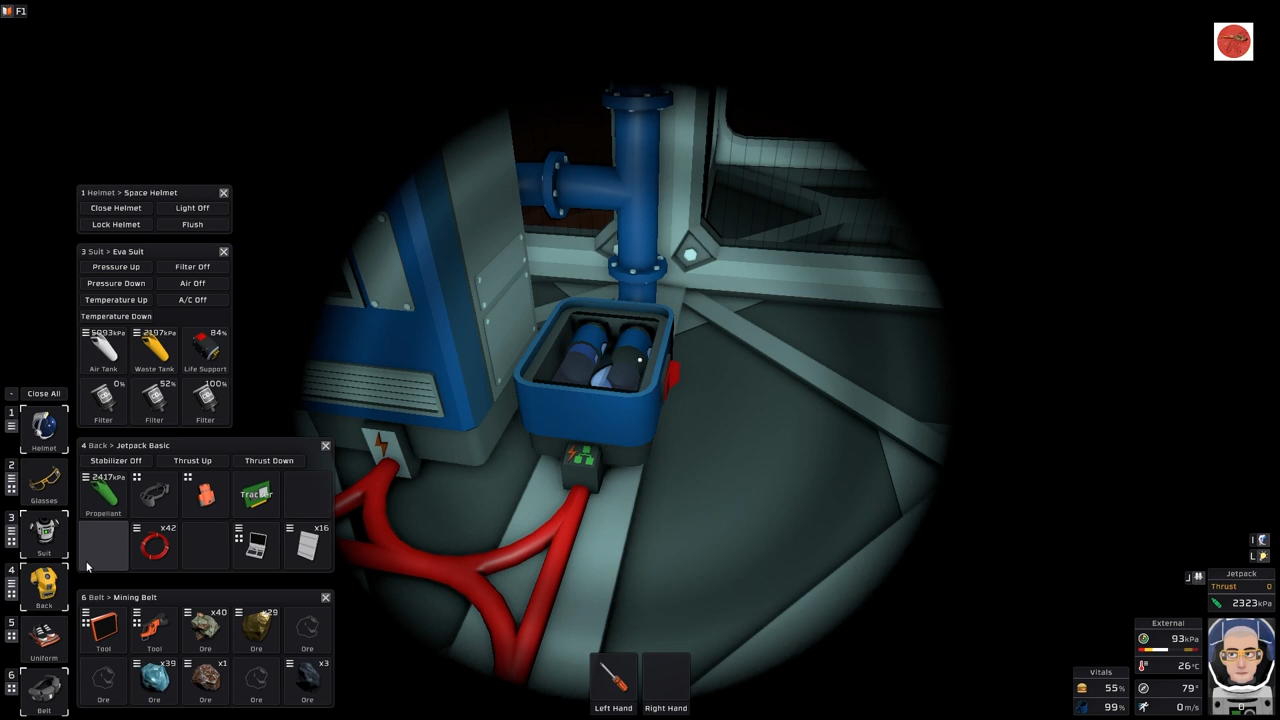 F1
1 Helmet > Space Helmet
Close Helmet Light Off
Lock Helmet Flush
3 Suit > Eva Suit
Pressure Up Filter Off
Pressure Down Air Off
Temperature Up A/C Off
Temperature Down
84%
Air Tank Waste Tank Life Support
0% 52% 100%
Filter Filter Filter
- Close All
4 Back > Jetpack Basic
Stabilizer Off Thrust Up Thrust Down
2417kPa
Tracker
Propellant
x42 x16
6 Belt > Mining Belt
x40 x29
Tool Tool Ore Ore Ore
x39 x1 x3
Ore Ore Ore Ore Ore
1
Helmet
2
Glasses
3
Suit
4
Back
5
Uniform
6
Belt
Left Hand Right Hand
I
L
J
Jetpack
Thrust 0
2323kPa
External
93kPa
26°C
79°
0m/s
Vitals
55%
99%
0